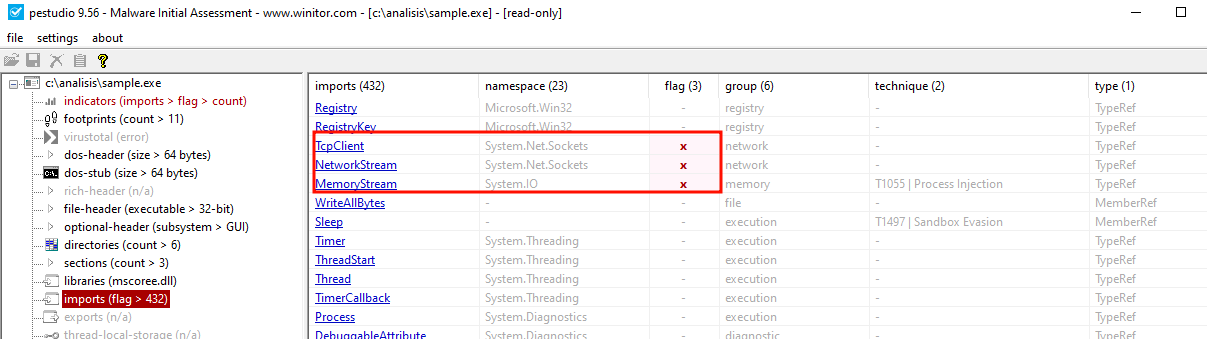 pestudio 9.56 - Malware Initial Assessment - www.winitor.com - [c:\analisis\sample.exe] - [read-only]
file settings about
c:\analisis\sample.exe
indicators (imports > flag > count)
footprints (count > 11)
virustotal (error)
dos-header (size > 64 bytes)
dos-stub (size > 64 bytes)
rich-header (n/a)
file-header (executable > 32-bit)
optional-header (subsystem > GUI)
directories (count > 6)
sections (count > 3)
libraries (mscoree.dll)
imports (flag > 432)
exports (n/a)
thread-local-storage (n/a)
imports (432) namespace (23) flag (3) group (6) technique (2) type (1)
Registry Microsoft.Win32 - registry - TypeRef
RegistryKey Microsoft.Win32 - registry - TypeRef
TcpClient System.Net.Sockets x network - TypeRef
NetworkStream System.Net.Sockets x network - TypeRef
MemoryStream System.IO x memory T1055 | Process Injection TypeRef
WriteAllBytes - - file - MemberRef
Sleep - - execution T1497 | Sandbox Evasion MemberRef
Timer System.Threading - execution - TypeRef
ThreadStart System.Threading - execution - TypeRef
Thread System.Threading - execution - TypeRef
TimerCallback System.Threading - execution - TypeRef
Process System.Diagnostics - execution - TypeRef
DebuggableAttribute System.Diagnostics - diagnostic - TypeRef